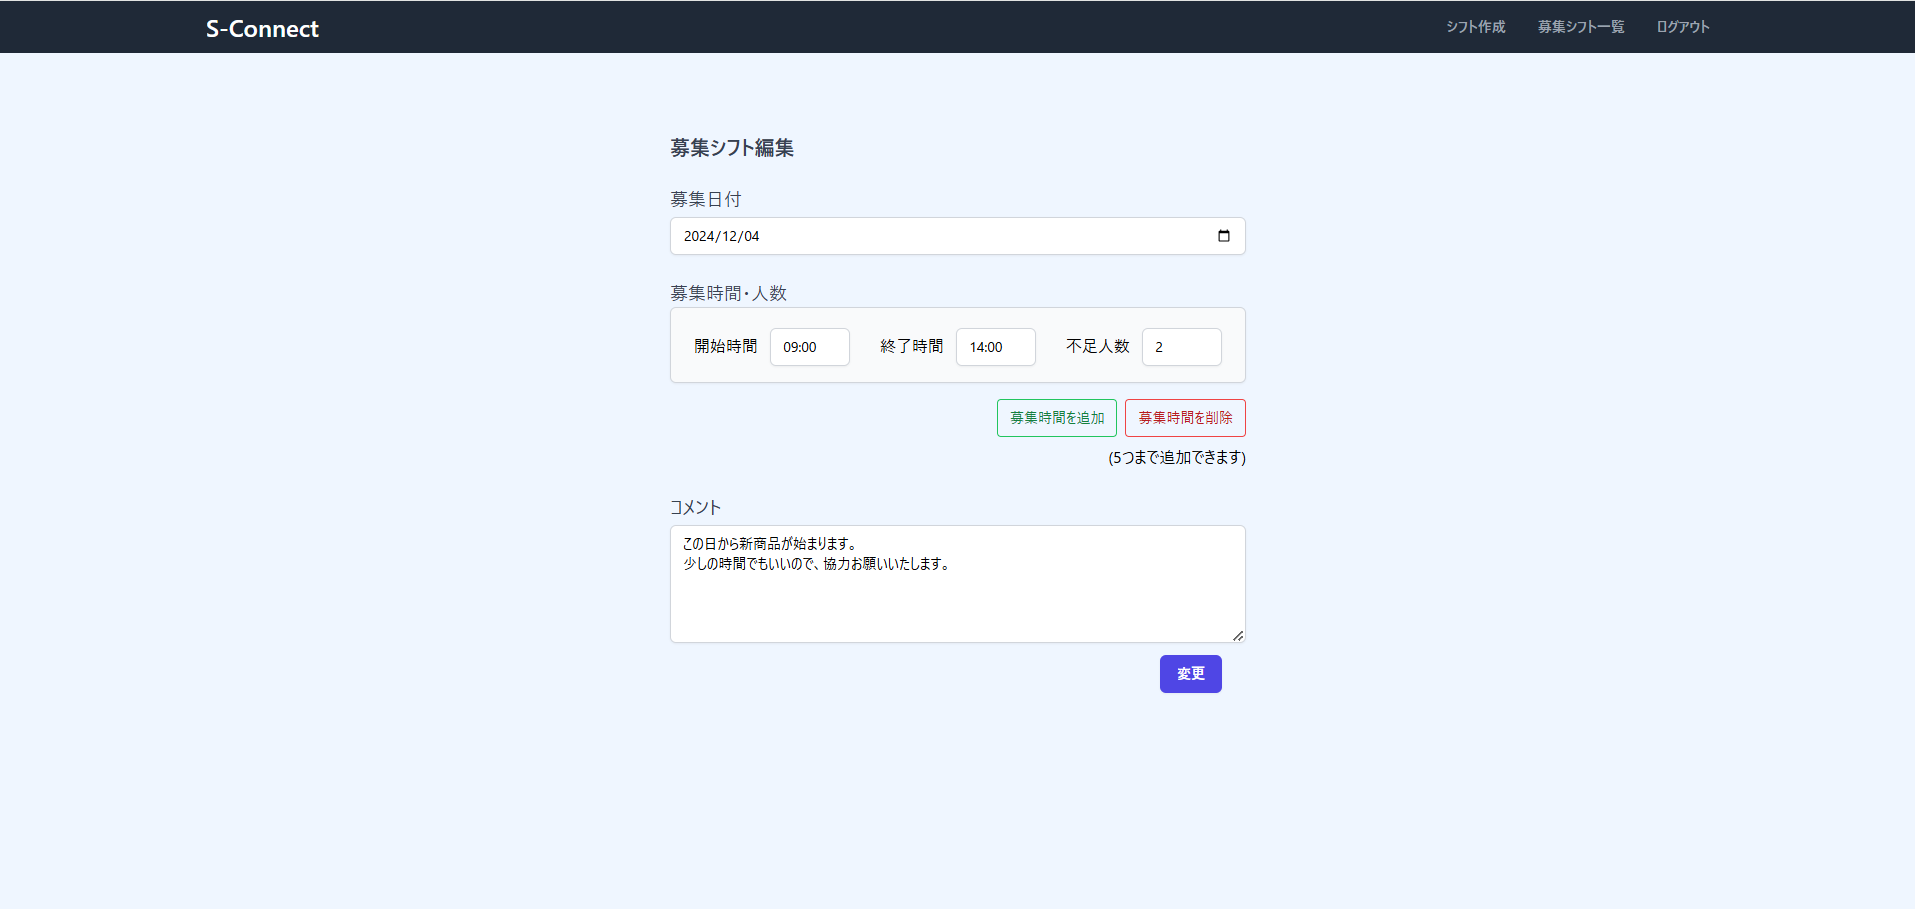 S-Connect
シフト作成 募集シフト一覧 ログアウト
募集シフト編集
募集日付
2024/12/04
募集時間・人数
開始時間 09:00 終了時間 14:00 不足人数 2
募集時間を追加 募集時間を削除
(5つまで追加できます)
コメント
この日から新商品が始まります。
少しの時間でもいいので、協力お願いいたします。
変更